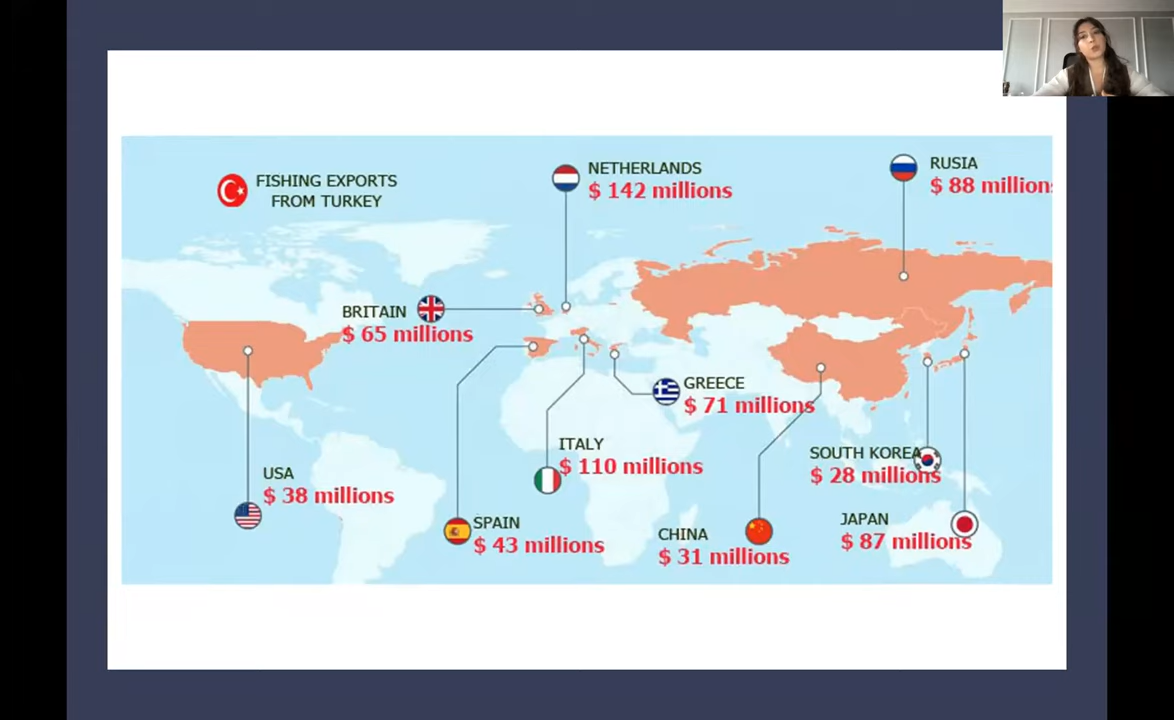 FISHING EXPORTS
FROM TURKEY
NETHERLANDS
$ 142 millions
RUSIA
$ 88 million
BRITAIN
$ 65 millions
GREECE
$ 71 millions
ITALY
$ 110 millions
SOUTH KOREA
$ 28 millions
USA
$ 38 millions
SPAIN
$ 43 millions
CHINA
$ 31 millions
JAPAN
$ 87 millions